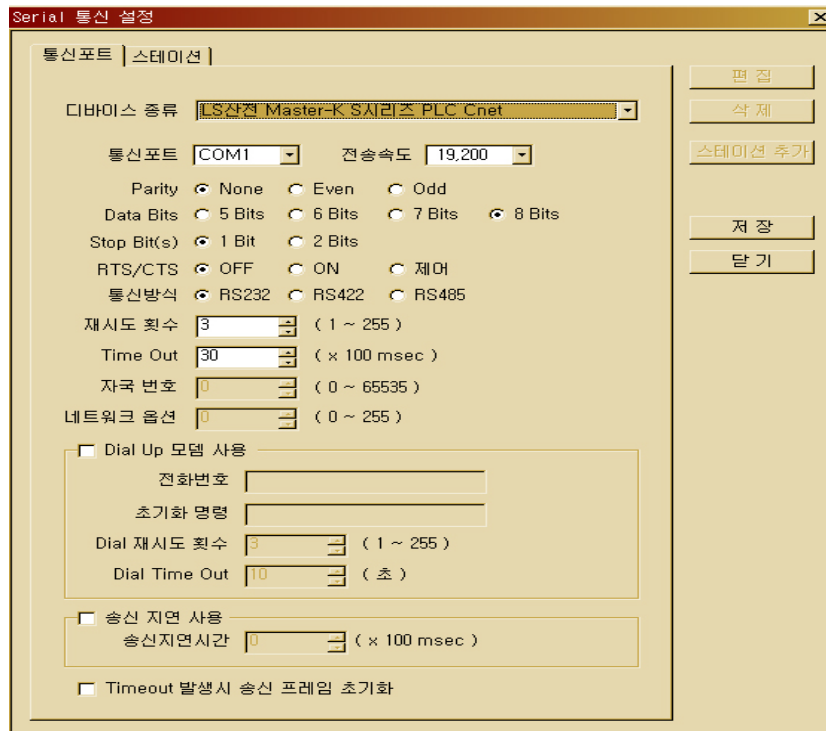 Serial 통신 설정
통신포트 스테이션
디바이스 종류 LS산전 Master-K S시리즈 PLC Cnet
통신포트 COM1 전송속도 19,200
Parity None Even Odd
Data Bits 5 Bits 6 Bits 7 Bits 8 Bits
Stop Bit(s) 1 Bit 2 Bits
RTS/CTS OFF ON 제어
통신방식 RS232 RS422 RS485
재시도 횟수 3 ( 1 ~ 255 )
Time Out 30 ( x 100 msec )
자국 번호 0 ( 0 ~ 65535 )
네트워크 옵션 0 ( 0 ~ 255 )
Dial Up 모뎀 사용
전화번호
초기화 명령
Dial 재시도 횟수 3 ( 1 ~ 255 )
Dial Time Out 10 ( 초 )
송신 지연 사용
송신지연시간 0 ( x 100 msec )
Timeout 발생시 송신 프레임 초기화
편 집
삭 제
스테이션 추가
저 장
닫 기